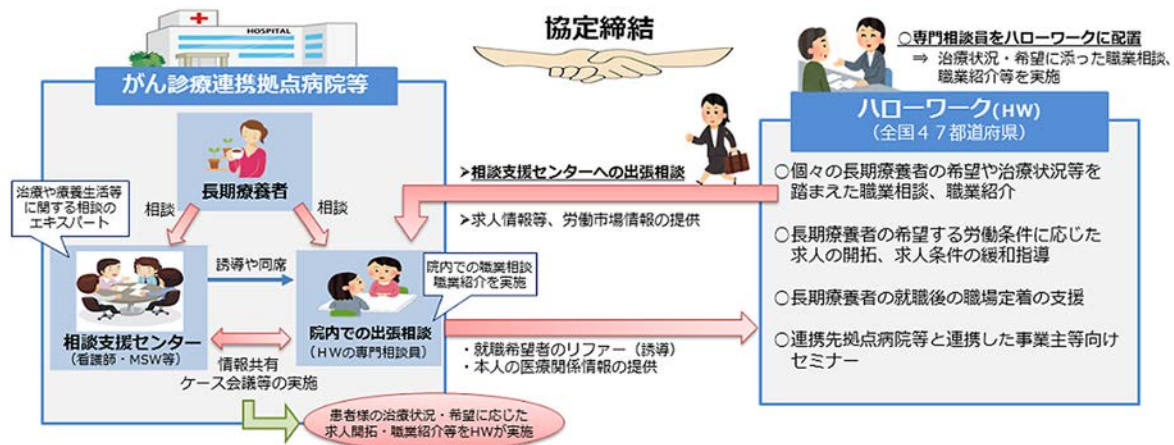 HOSPITAL
がん診療連携拠点病院等
長期療養者
治療や療養生活等
に関する相談の
エキスパート
相談
相談
誘導や同席
院内での職業相談
職業紹介を実施
相談支援センター
（看護師・MSW等）
院内での出張相談
（HWの専門相談員）
情報共有
ケース会議等の実施
患者様の治療状況・希望に応じた
求人開拓・職業紹介等をHWが実施
協定締結
➢相談支援センターへの出張相談
➢求人情報等、労働市場情報の提供
・就職希望者のリファー（誘導）
・本人の医療関係情報の提供
○専門相談員をハローワークに配置
⇒ 治療状況・希望に添った職業相談、
職業紹介等を実施
ハローワーク(HW)
（全国４７都道府県）
○個々の長期療養者の希望や治療状況等を
踏まえた職業相談、職業紹介
○長期療養者の希望する労働条件に応じた
求人の開拓、求人条件の緩和指導
○長期療養者の就職後の職場定着の支援
○連携先拠点病院等と連携した事業主等向け
セミナー